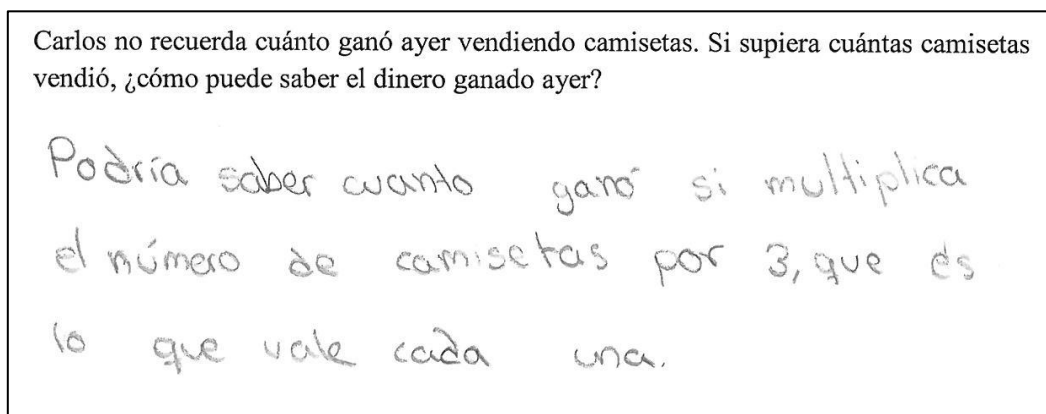 Carlos no recuerda cuánto ganó ayer vendiendo camisetas. Si supiera cuántas camisetas
vendió, ¿cómo puede saber el dinero ganado ayer?
Podría saber cuanto ganó si multiplica
el número de camisetas por 3, que es
lo que vale cada una.